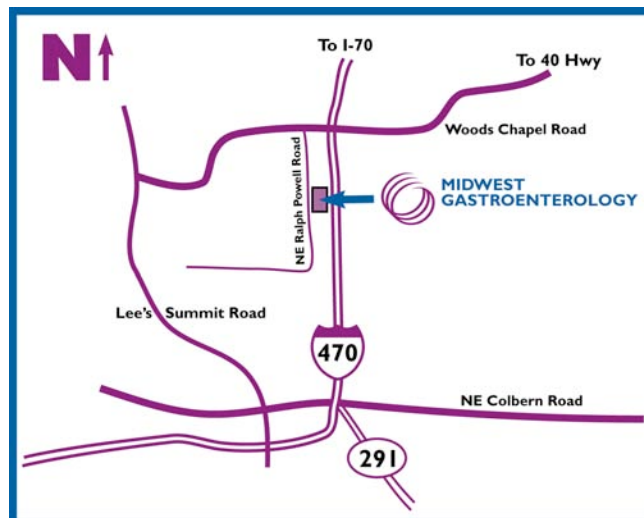 N
To I-70
To 40 Hwy
Woods Chapel Road
NE Ralph Powell Road
MIDWEST
GASTROENTEROLOGY
Lee's Summit Road
470
NE Colbern Road
291